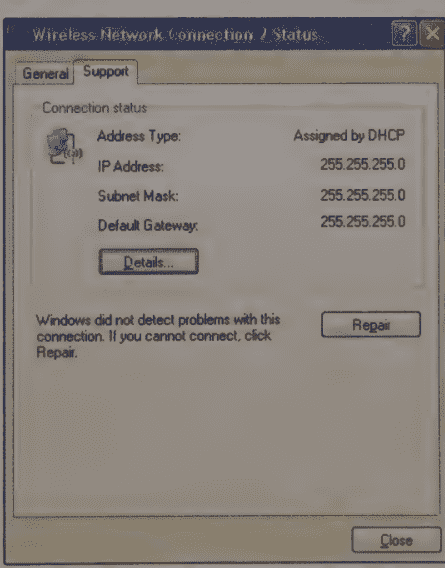 Wireless Network Connection 2 Status
General
Support
Connection status
Address Type: Assigned by DHCP
IP Address: 255.255.255.0
Subnet Mask: 255.255.255.0
Default Gateway: 255.255.255.0
Details...
Windows did not detect problems with this
connection. If you cannot connect, click
Repair.
Repair
Close